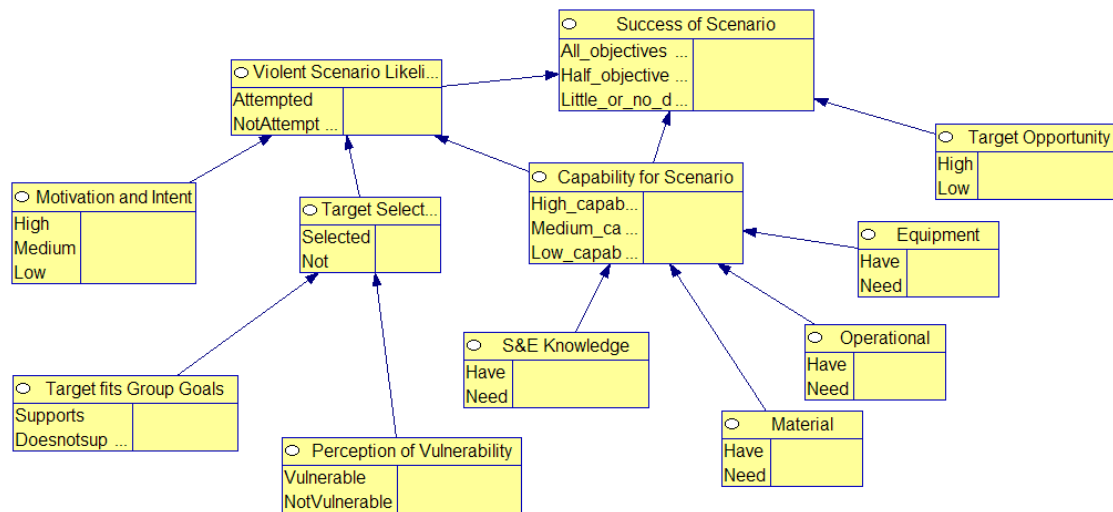 Success of Scenario
All_objectives ...
Half_objective ...
Little_or_no_d ...
Violent Scenario Likeli...
Attempted
NotAttempt ...
Target Opportunity
High
Low
Motivation and Intent
High
Medium
Low
Target Select...
Selected
Not
Capability for Scenario
High_capab...
Medium_ca ...
Low_capab ...
Equipment
Have
Need
S&E Knowledge
Have
Need
Operational
Have
Need
Target fits Group Goals
Supports
Doesnotsup ...
Material
Have
Need
Perception of Vulnerability
Vulnerable
NotVulnerable